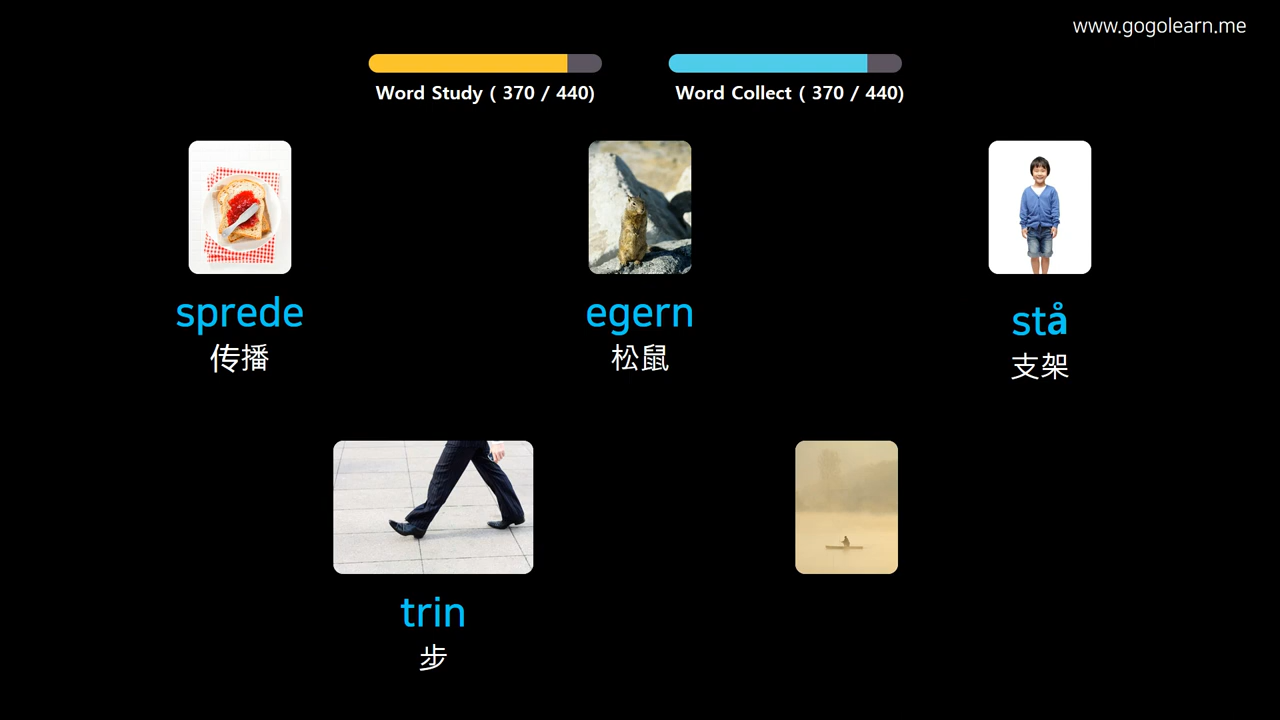 www.gogolearn.me
Word Study ( 370 / 440)
Word Collect ( 370 / 440)
sprede
传播
egern
松鼠
stå
支架
trin
步